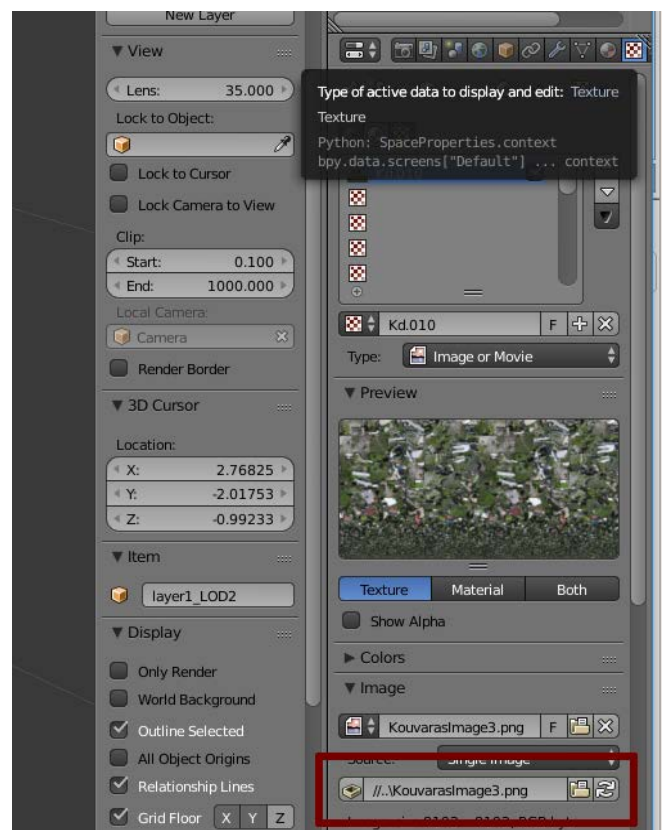 New Layer
View
Lens: 35.000
Lock to Object:
Lock to Cursor
Lock Camera to View
Clip:
Start: 0.100
End: 1000.000
Local Camera:
Camera
Render Border
3D Cursor
Location:
X: 2.76825
Y: -2.01753
Z: -0.99233
Item
layer1_LOD2
Display
Only Render
World Background
Outline Selected
All Object Origins
Relationship Lines
Grid Floor X Y Z
Type of active data to display and edit: Texture
Texture
Python: SpaceProperties.context
bpy.data.screens["Default"] ... context
Kd.010 F
Type: Image or Movie
Preview
Texture Material Both
Show Alpha
Colors
Image
KouvarasImage3.png F
Source: Single Image
//..\KouvarasImage3.png